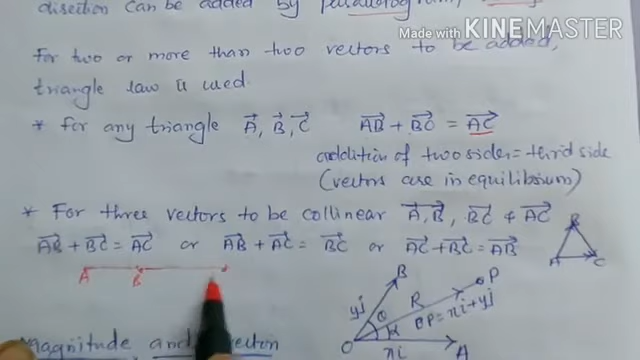 direction can be added by parallelogram
Made with KINEMASTER
For two or more than two vectors to be added,
triangle law is used.
* For any triangle A⃗, B⃗, C⃗ AB⃗ + BC⃗ = AC⃗
addition of two sides = third side
(vectors are in equilibrium)
* For three vectors to be collinear A⃗,B⃗, BC⃗ & AC⃗
AB⃗ + BC⃗ = AC⃗ or AB⃗ + AC⃗ = BC⃗ or AC⃗ + BC⃗ = AB⃗
B
A C
A B
B
P
yj θ R
OP = xi + yj
α
O xi A
Magnitude and